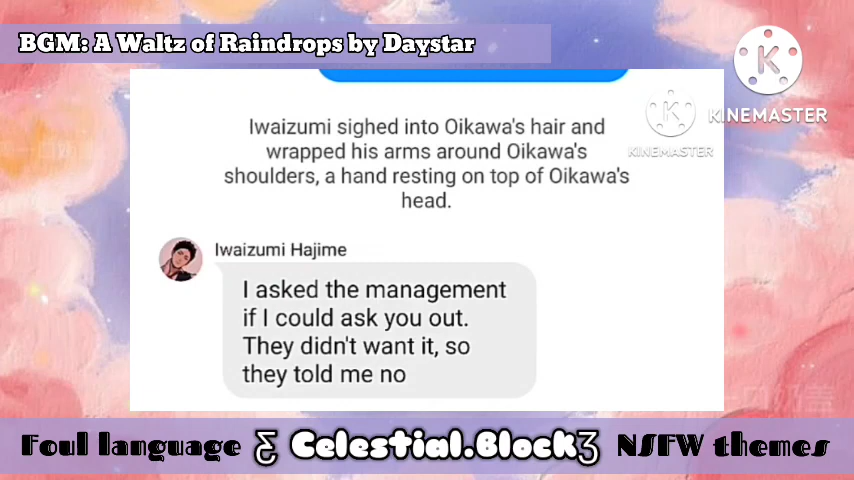 BGM: A Waltz of Raindrops by Daystar
K
KINEMASTER
K
KINEMASTER
Iwaizumi sighed into Oikawa's hair and
wrapped his arms around Oikawa's
shoulders, a hand resting on top of Oikawa's
head.
Iwaizumi Hajime
I asked the management
if I could ask you out.
They didn't want it, so
they told me no
Foul language Ƹ Celestial.BlockƷ NSFW themes